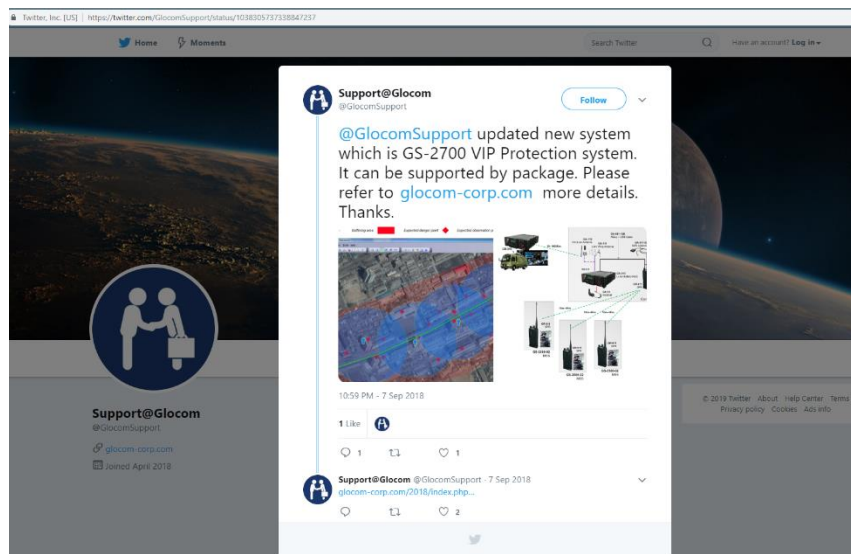 Twitter, Inc. [US] | https://twitter.com/GlocomSupport/status/1038305737338847237
Home Moments Search Twitter Have an account? Log in
Support@Glocom
@GlocomSupport
Follow
@GlocomSupport updated new system
which is GS-2700 VIP Protection system.
It can be supported by package. Please
refer to glocom-corp.com more details.
Thanks.
10:59 PM - 7 Sep 2018
1 Like
1 1
Support@Glocom @GlocomSupport · 7 Sep 2018
glocom-corp.com/2018/index.php...
2
Support@Glocom
@GlocomSupport
glocom-corp.com
Joined April 2018
© 2019 Twitter About Help Center Terms
Privacy policy Cookies Ads info